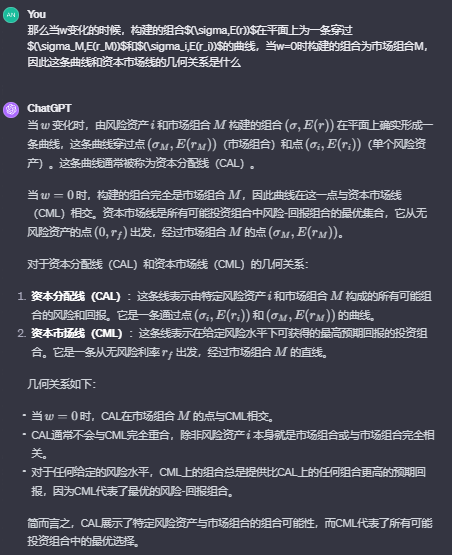 AN You
那么当w变化的时候，构建的组合$(\sigma,E(r))$在平面上为一条穿过
$(\sigma_M,E(r_M))$和$(\sigma_i,E(r_i))$的曲线，当w=0时构建的组合为市场组合M，
因此这条曲线和资本市场线的几何关系是什么
ChatGPT
当 w 变化时，由风险资产 i 和市场组合 M 构建的组合 (σ, E(r)) 在平面上确实形成一
条曲线，这条曲线穿过点 (σ_M, E(r_M))（市场组合）和点 (σ_i, E(r_i))（单个风险资
产）。这条曲线通常被称为资本分配线（CAL）。
当 w = 0 时，构建的组合完全是市场组合 M，因此曲线在这一点与资本市场线
（CML）相交。资本市场线是所有可能投资组合中风险-回报组合的最优集合，它从无
风险资产的点 (0, r_f) 出发，经过市场组合 M 的点 (σ_M, E(r_M))。
对于资本分配线（CAL）和资本市场线（CML）的几何关系：
1. 资本分配线（CAL）：这条线表示由特定风险资产 i 和市场组合 M 构成的所有可能组
合的风险和回报。它是一条通过点 (σ_i, E(r_i)) 和 (σ_M, E(r_M)) 的曲线。
2. 资本市场线（CML）：这条线表示在给定风险水平下可获得的最高预期回报的投资组
合。它是一条从无风险利率 r_f 出发，经过市场组合 M 的直线。
几何关系如下：
- 当 w = 0 时，CAL在市场组合 M 的点与CML相交。
- CAL通常不会与CML完全重合，除非风险资产 i 本身就是市场组合或与市场组合完全相
关。
- 对于任何给定的风险水平，CML上的组合总是提供比CAL上的任何组合更高的预期回
报，因为CML代表了最优的风险-回报组合。
简而言之，CAL展示了特定风险资产与市场组合的组合可能性，而CML代表了所有可能
投资组合中的最优选择。